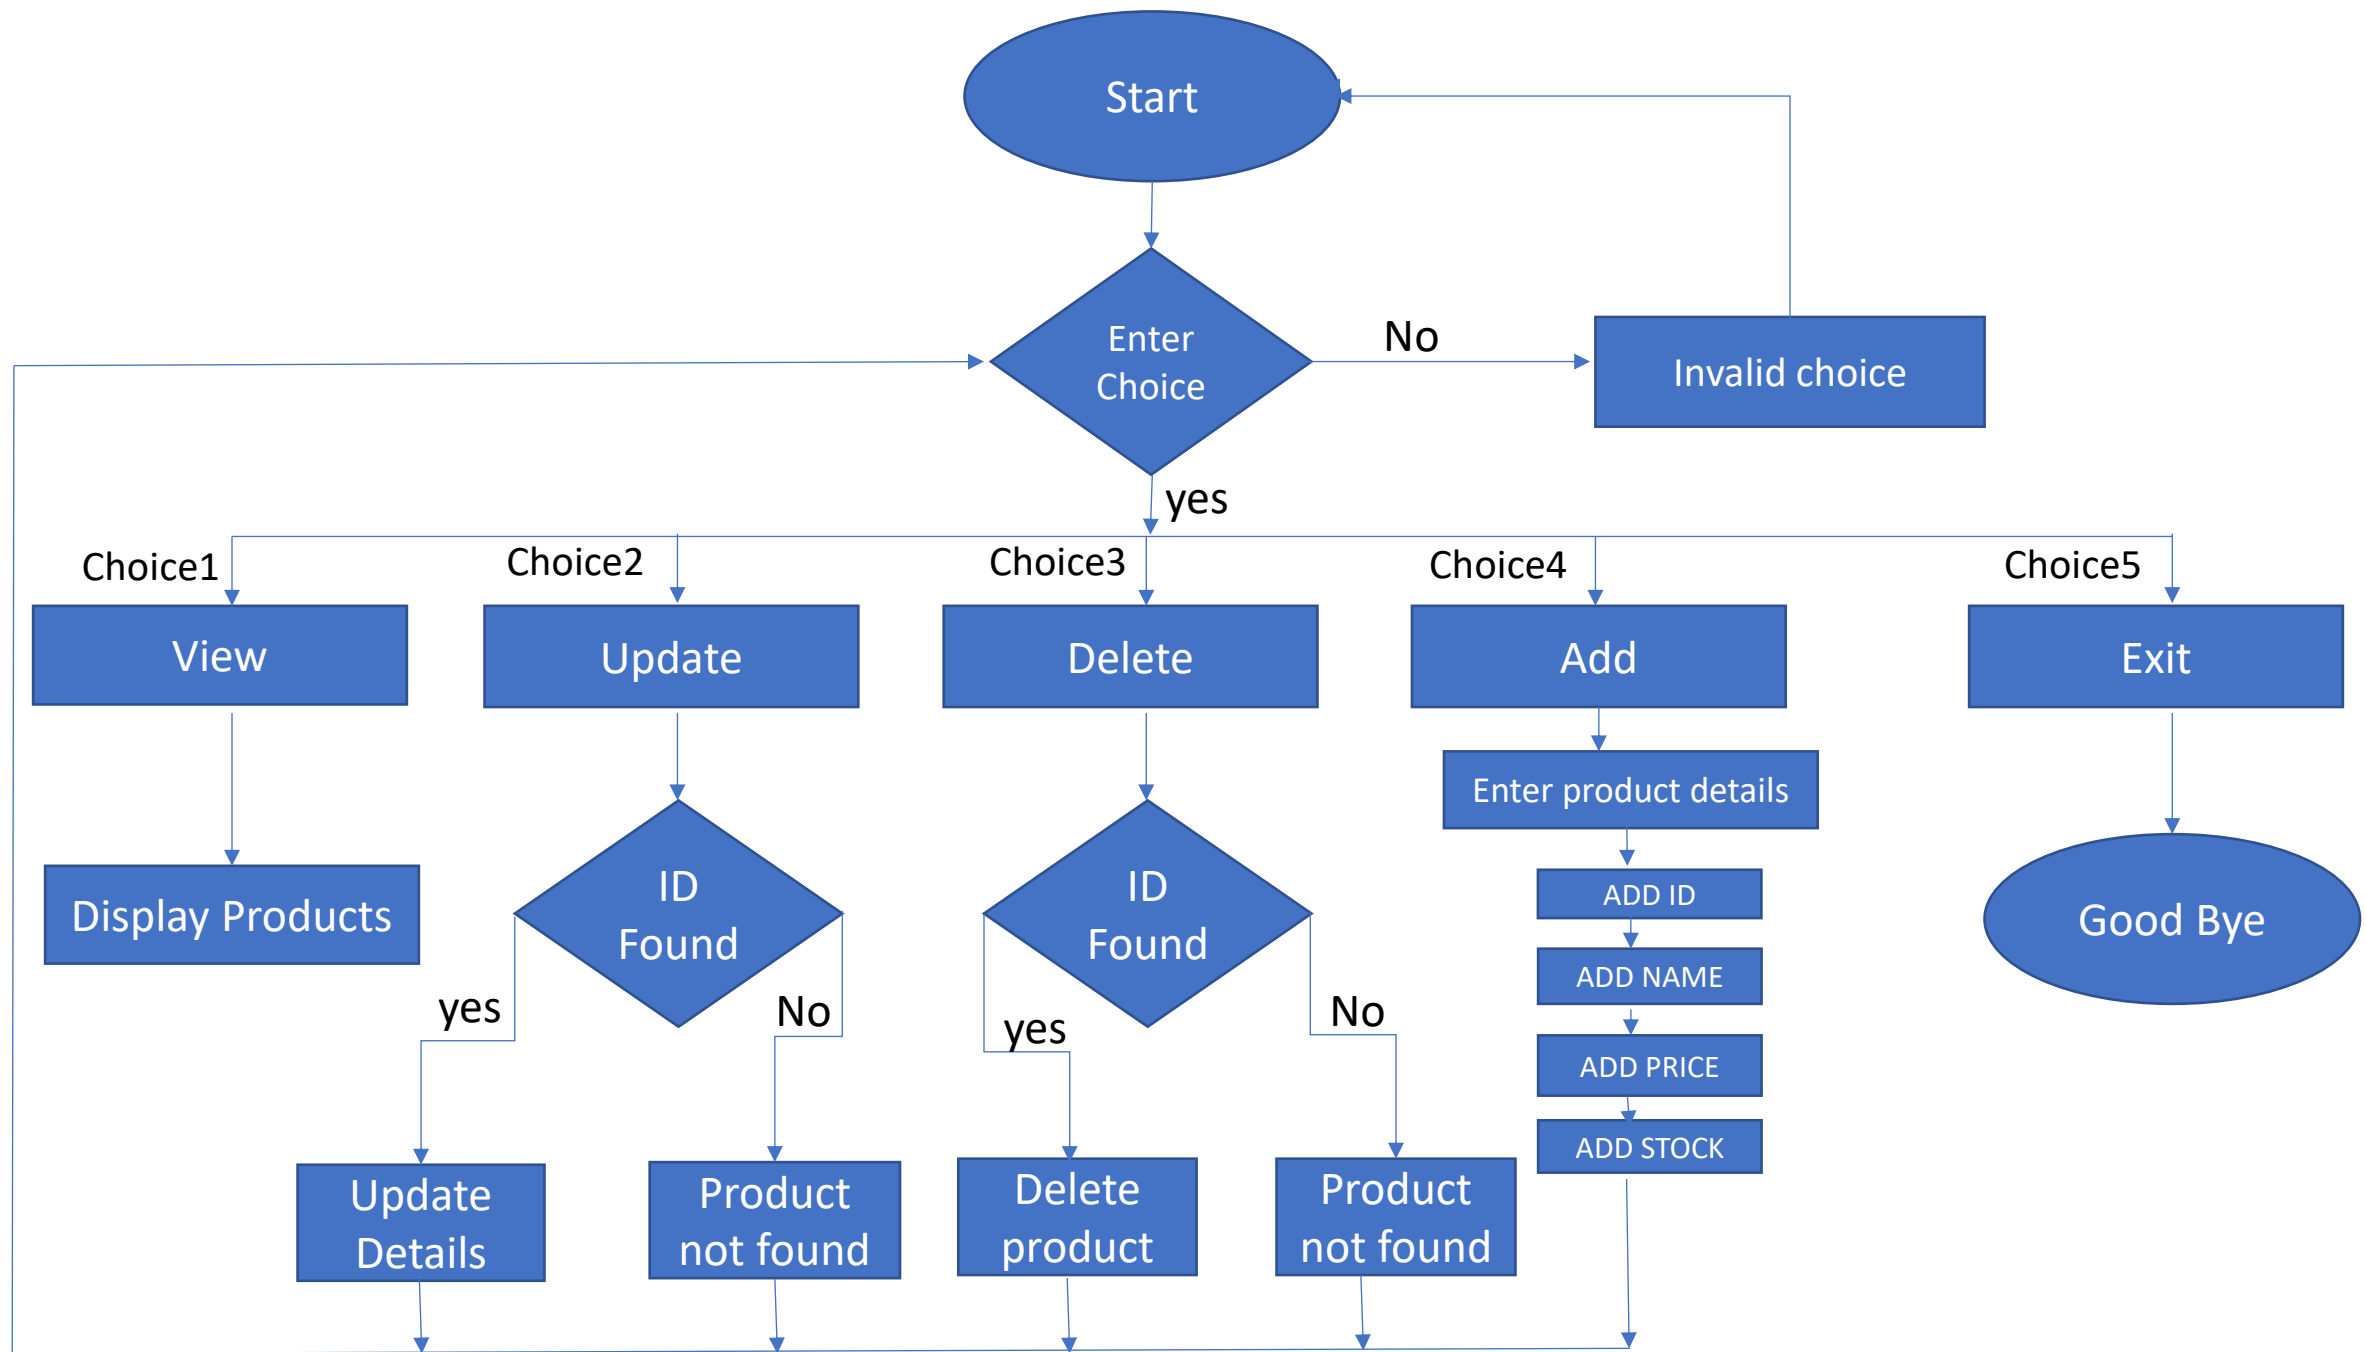 Start
Enter
Choice
No
Invalid choice
yes
Choice1
Choice2
Choice3
Choice4
Choice5
View
Update
Delete
Add
Exit
Enter product details
Display Products
ID
Found
ID
Found
ADD ID
ADD NAME
ADD PRICE
ADD STOCK
Good Bye
yes
No
yes
No
Update
Details
Product
not found
Delete
product
Product
not found